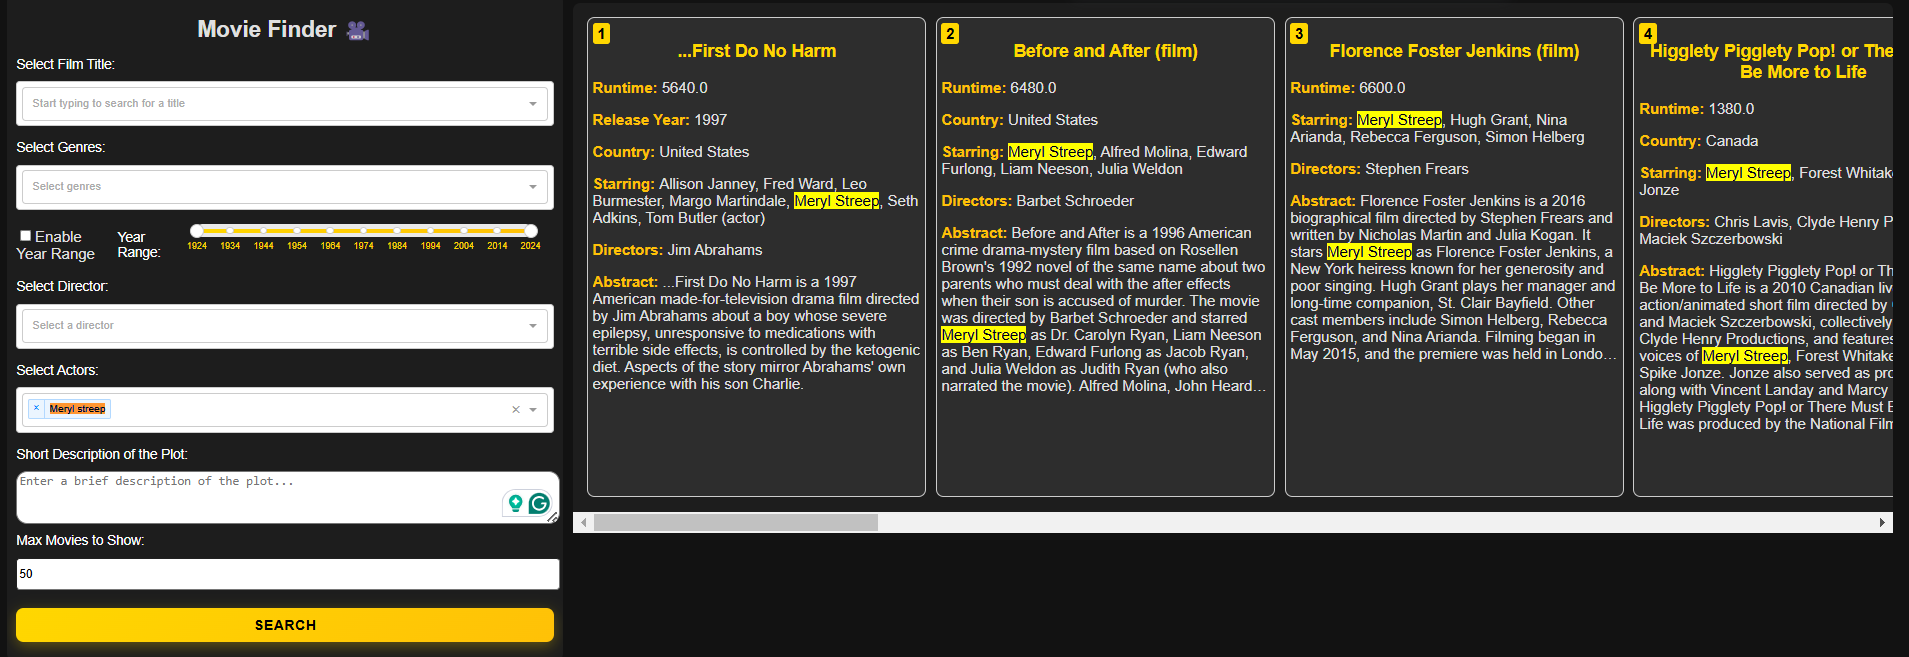 Movie Finder
Select Film Title:
Start typing to search for a title
Select Genres:
Select genres
Enable
Year Range
Year
Range:
1924 1934 1944 1954 1964 1974 1984 1994 2004 2014 2024
Select Director:
Select a director
Select Actors:
× Meryl streep ×
Short Description of the Plot:
Enter a brief description of the plot...
Max Movies to Show:
50
SEARCH
1
...First Do No Harm
Runtime: 5640.0
Release Year: 1997
Country: United States
Starring: Allison Janney, Fred Ward, Leo
Burmester, Margo Martindale, Meryl Streep, Seth
Adkins, Tom Butler (actor)
Directors: Jim Abrahams
Abstract: ...First Do No Harm is a 1997
American made-for-television drama film directed
by Jim Abrahams about a boy whose severe
epilepsy, unresponsive to medications with
terrible side effects, is controlled by the ketogenic
diet. Aspects of the story mirror Abrahams' own
experience with his son Charlie.
2
Before and After (film)
Runtime: 6480.0
Country: United States
Starring: Meryl Streep, Alfred Molina, Edward
Furlong, Liam Neeson, Julia Weldon
Directors: Barbet Schroeder
Abstract: Before and After is a 1996 American
crime drama-mystery film based on Rosellen
Brown's 1992 novel of the same name about two
parents who must deal with the after effects
when their son is accused of murder. The movie
was directed by Barbet Schroeder and starred
Meryl Streep as Dr. Carolyn Ryan, Liam Neeson
as Ben Ryan, Edward Furlong as Jacob Ryan,
and Julia Weldon as Judith Ryan (who also
narrated the movie). Alfred Molina, John Heard...
3
Florence Foster Jenkins (film)
Runtime: 6600.0
Starring: Meryl Streep, Hugh Grant, Nina
Arianda, Rebecca Ferguson, Simon Helberg
Directors: Stephen Frears
Abstract: Florence Foster Jenkins is a 2016
biographical film directed by Stephen Frears and
written by Nicholas Martin and Julia Kogan. It
stars Meryl Streep as Florence Foster Jenkins, a
New York heiress known for her generosity and
poor singing. Hugh Grant plays her manager and
long-time companion, St. Clair Bayfield. Other
cast members include Simon Helberg, Rebecca
Ferguson, and Nina Arianda. Filming began in
May 2015, and the premiere was held in Londo...
4
Higglety Pigglety Pop! or The
Be More to Life
Runtime: 1380.0
Country: Canada
Starring: Meryl Streep, Forest Whitak
Jonze
Directors: Chris Lavis, Clyde Henry P
Maciek Szczerbowski
Abstract: Higglety Pigglety Pop! or Th
Be More to Life is a 2010 Canadian liv
action/animated short film directed by
and Maciek Szczerbowski, collectively
Clyde Henry Productions, and features
voices of Meryl Streep, Forest Whitake
Spike Jonze. Jonze also served as pro
along with Vincent Landay and Marcy
Higglety Pigglety Pop! or There Must B
Life was produced by the National Film